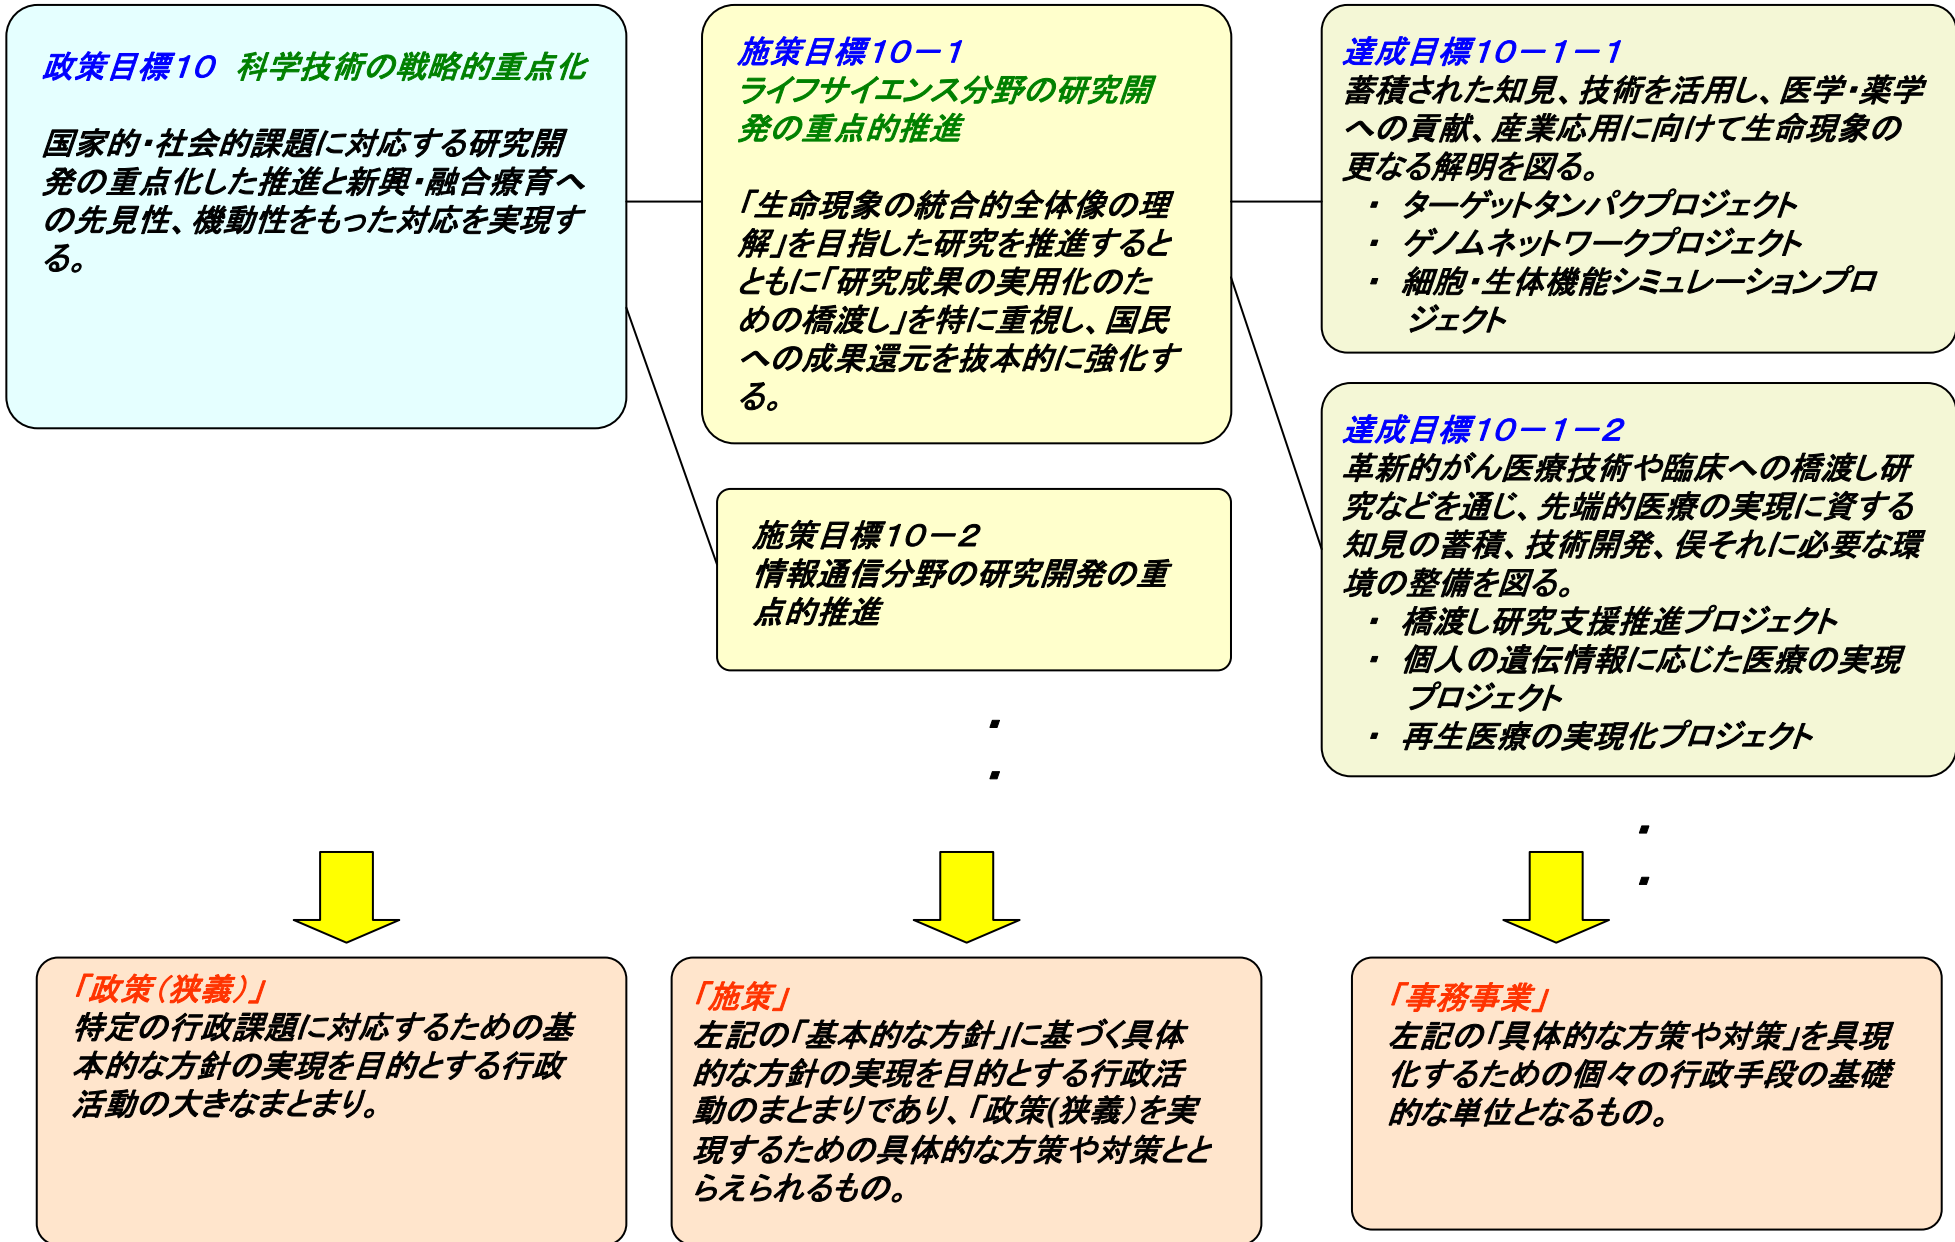 政策目標10　科学技術の戦略的重点化
国家的・社会的課題に対応する研究開
発の重点化した推進と新興・融合療育へ
の先見性、機動性をもった対応を実現す
る。
施策目標10－1
ライフサイエンス分野の研究開
発の重点的推進
「生命現象の統合的全体像の理
解」を目指した研究を推進すると
ともに「研究成果の実用化のた
めの橋渡し」を特に重視し、国民
への成果還元を抜本的に強化す
る。
施策目標10－2
情報通信分野の研究開発の重
点的推進
・
・
達成目標10－1－1
蓄積された知見、技術を活用し、医学・薬学
への貢献、産業応用に向けて生命現象の
更なる解明を図る。
・　ターゲットタンパクプロジェクト
・　ゲノムネットワークプロジェクト
・　細胞・生体機能シミュレーションプロ
ジェクト
達成目標10－1－2
革新的がん医療技術や臨床への橋渡し研
究などを通じ、先端的医療の実現に資する
知見の蓄積、技術開発、俣それに必要な環
境の整備を図る。
・　橋渡し研究支援推進プロジェクト
・　個人の遺伝情報に応じた医療の実現
プロジェクト
・　再生医療の実現化プロジェクト
・
・
「政策（狭義）」
特定の行政課題に対応するための基
本的な方針の実現を目的とする行政
活動の大きなまとまり。
「施策」
左記の「基本的な方針」に基づく具体
的な方針の実現を目的とする行政活
動のまとまりであり、「政策(狭義）を実
現するための具体的な方策や対策とと
らえられるもの。
「事務事業」
左記の「具体的な方策や対策」を具現
化するための個々の行政手段の基礎
的な単位となるもの。